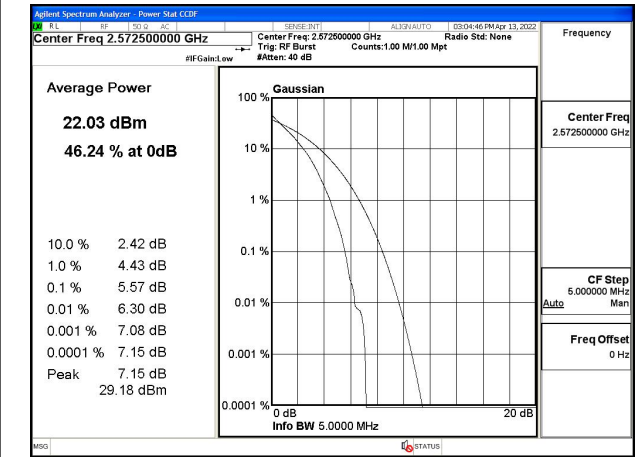 Agilent Spectrum Analyzer - Power Stat CCDF
RL RF 50 Ω AC SENSE:INT ALIGN AUTO 03:04:46 PM Apr 13, 2022
Center Freq 2.572500000 GHz
Center Freq: 2.572500000 GHz Radio Std: None
Trig: RF Burst Counts:1.00 M/1.00 Mpt
#IFGain:Low #Atten: 40 dB
Frequency
Average Power
22.03 dBm
46.24 % at 0dB
10.0 % 2.42 dB
1.0 % 4.43 dB
0.1 % 5.57 dB
0.01 % 6.30 dB
0.001 % 7.08 dB
0.0001 % 7.15 dB
Peak 7.15 dB
29.18 dBm
Gaussian
100 %
10 %
1 %
0.1 %
0.01 %
0.001 %
0.0001 %
0 dB 20 dB
Info BW 5.0000 MHz
Center Freq
2.572500000 GHz
CF Step
5.000000 MHz
Auto Man
Freq Offset
0 Hz
MSG STATUS